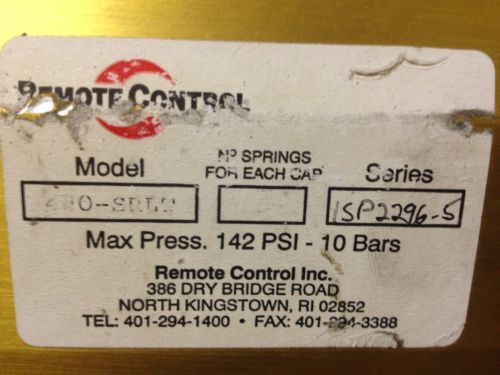 REMOTE CONTROL
Model
Nº SPRINGS
FOR EACH CAP
Series
ISP2296-5
Max Press. 142 PSI - 10 Bars
Remote Control Inc.
386 DRY BRIDGE ROAD
NORTH KINGSTOWN, RI 02852
TEL: 401-294-1400 • FAX: 401-294-3388